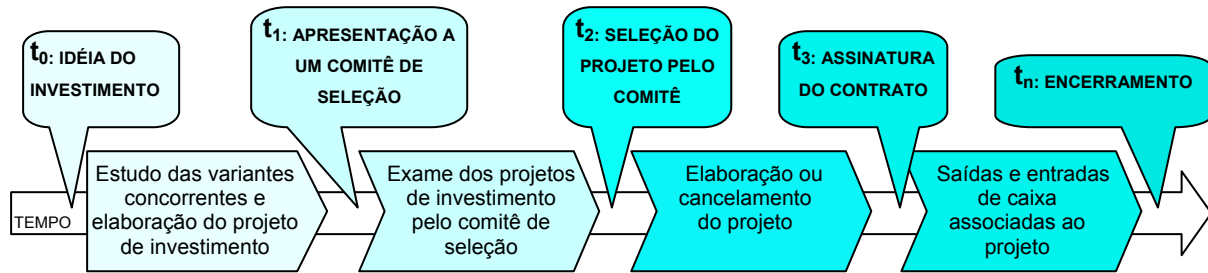 t0: IDÉIA DO
INVESTIMENTO
t1: APRESENTAÇÃO A
UM COMITÊ DE
SELEÇÃO
t2: SELEÇÃO DO
PROJETO PELO
COMITÊ
t3: ASSINATURA
DO CONTRATO
tn: ENCERRAMENTO
TEMPO
Estudo das variantes
concorrentes e
elaboração do projeto
de investimento
Exame dos projetos
de investimento
pelo comitê de
seleção
Elaboração ou
cancelamento
do projeto
Saídas e entradas
de caixa
associadas ao
projeto